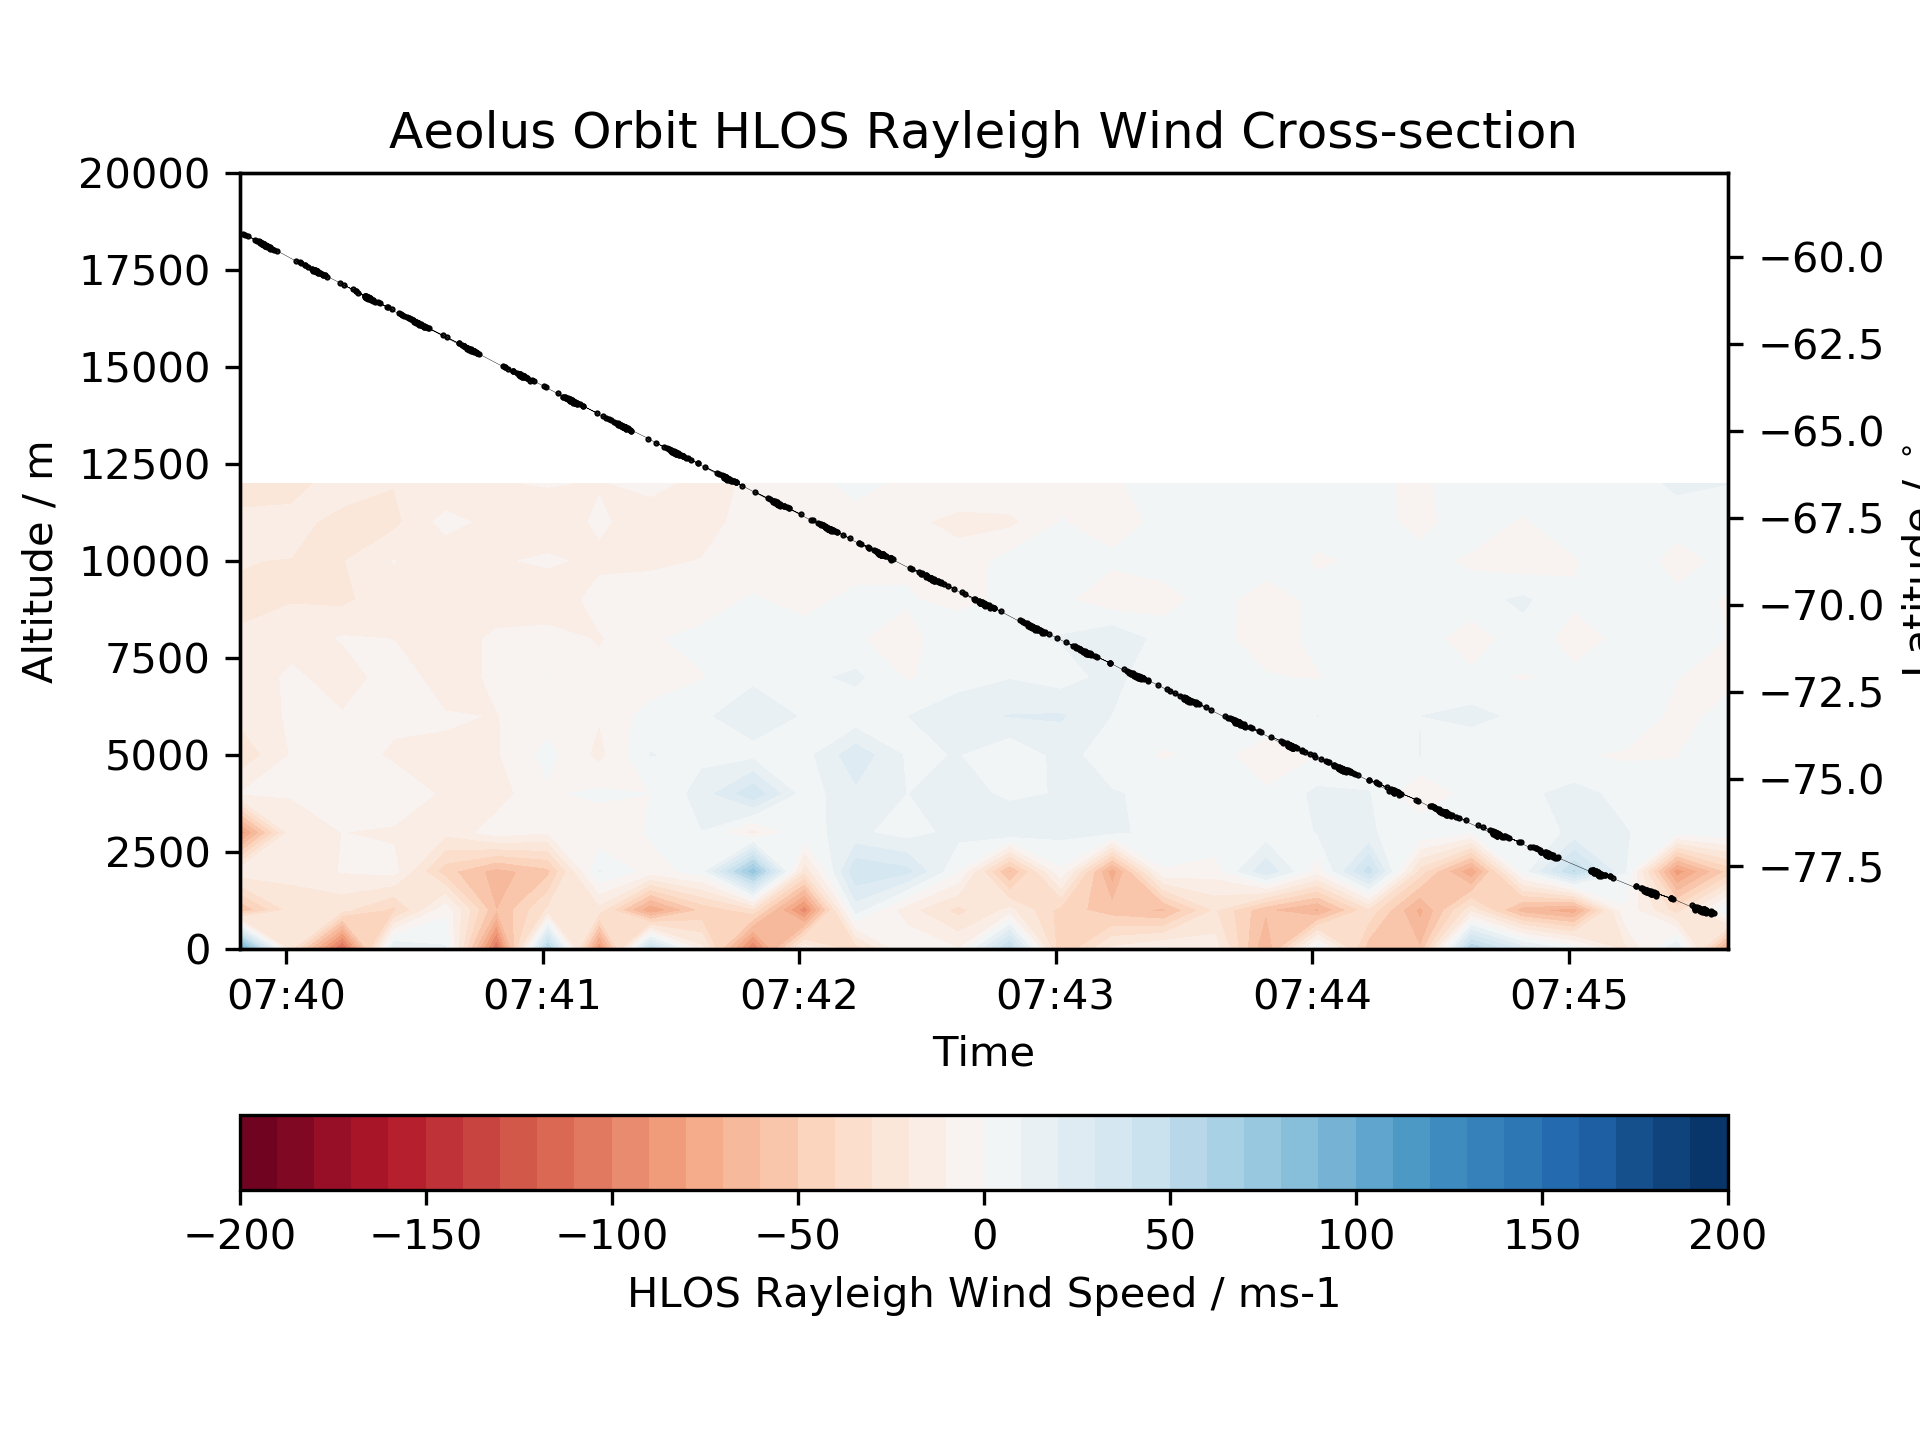 Aeolus Orbit HLOS Rayleigh Wind Cross-section
20000
17500
15000
12500
10000
7500
5000
2500
0
Altitude / m
−60.0
−62.5
−65.0
−67.5
−70.0
−72.5
−75.0
−77.5
Latitude / °
07:40 07:41 07:42 07:43 07:44 07:45
Time
−200 −150 −100 −50 0 50 100 150 200
HLOS Rayleigh Wind Speed / ms-1